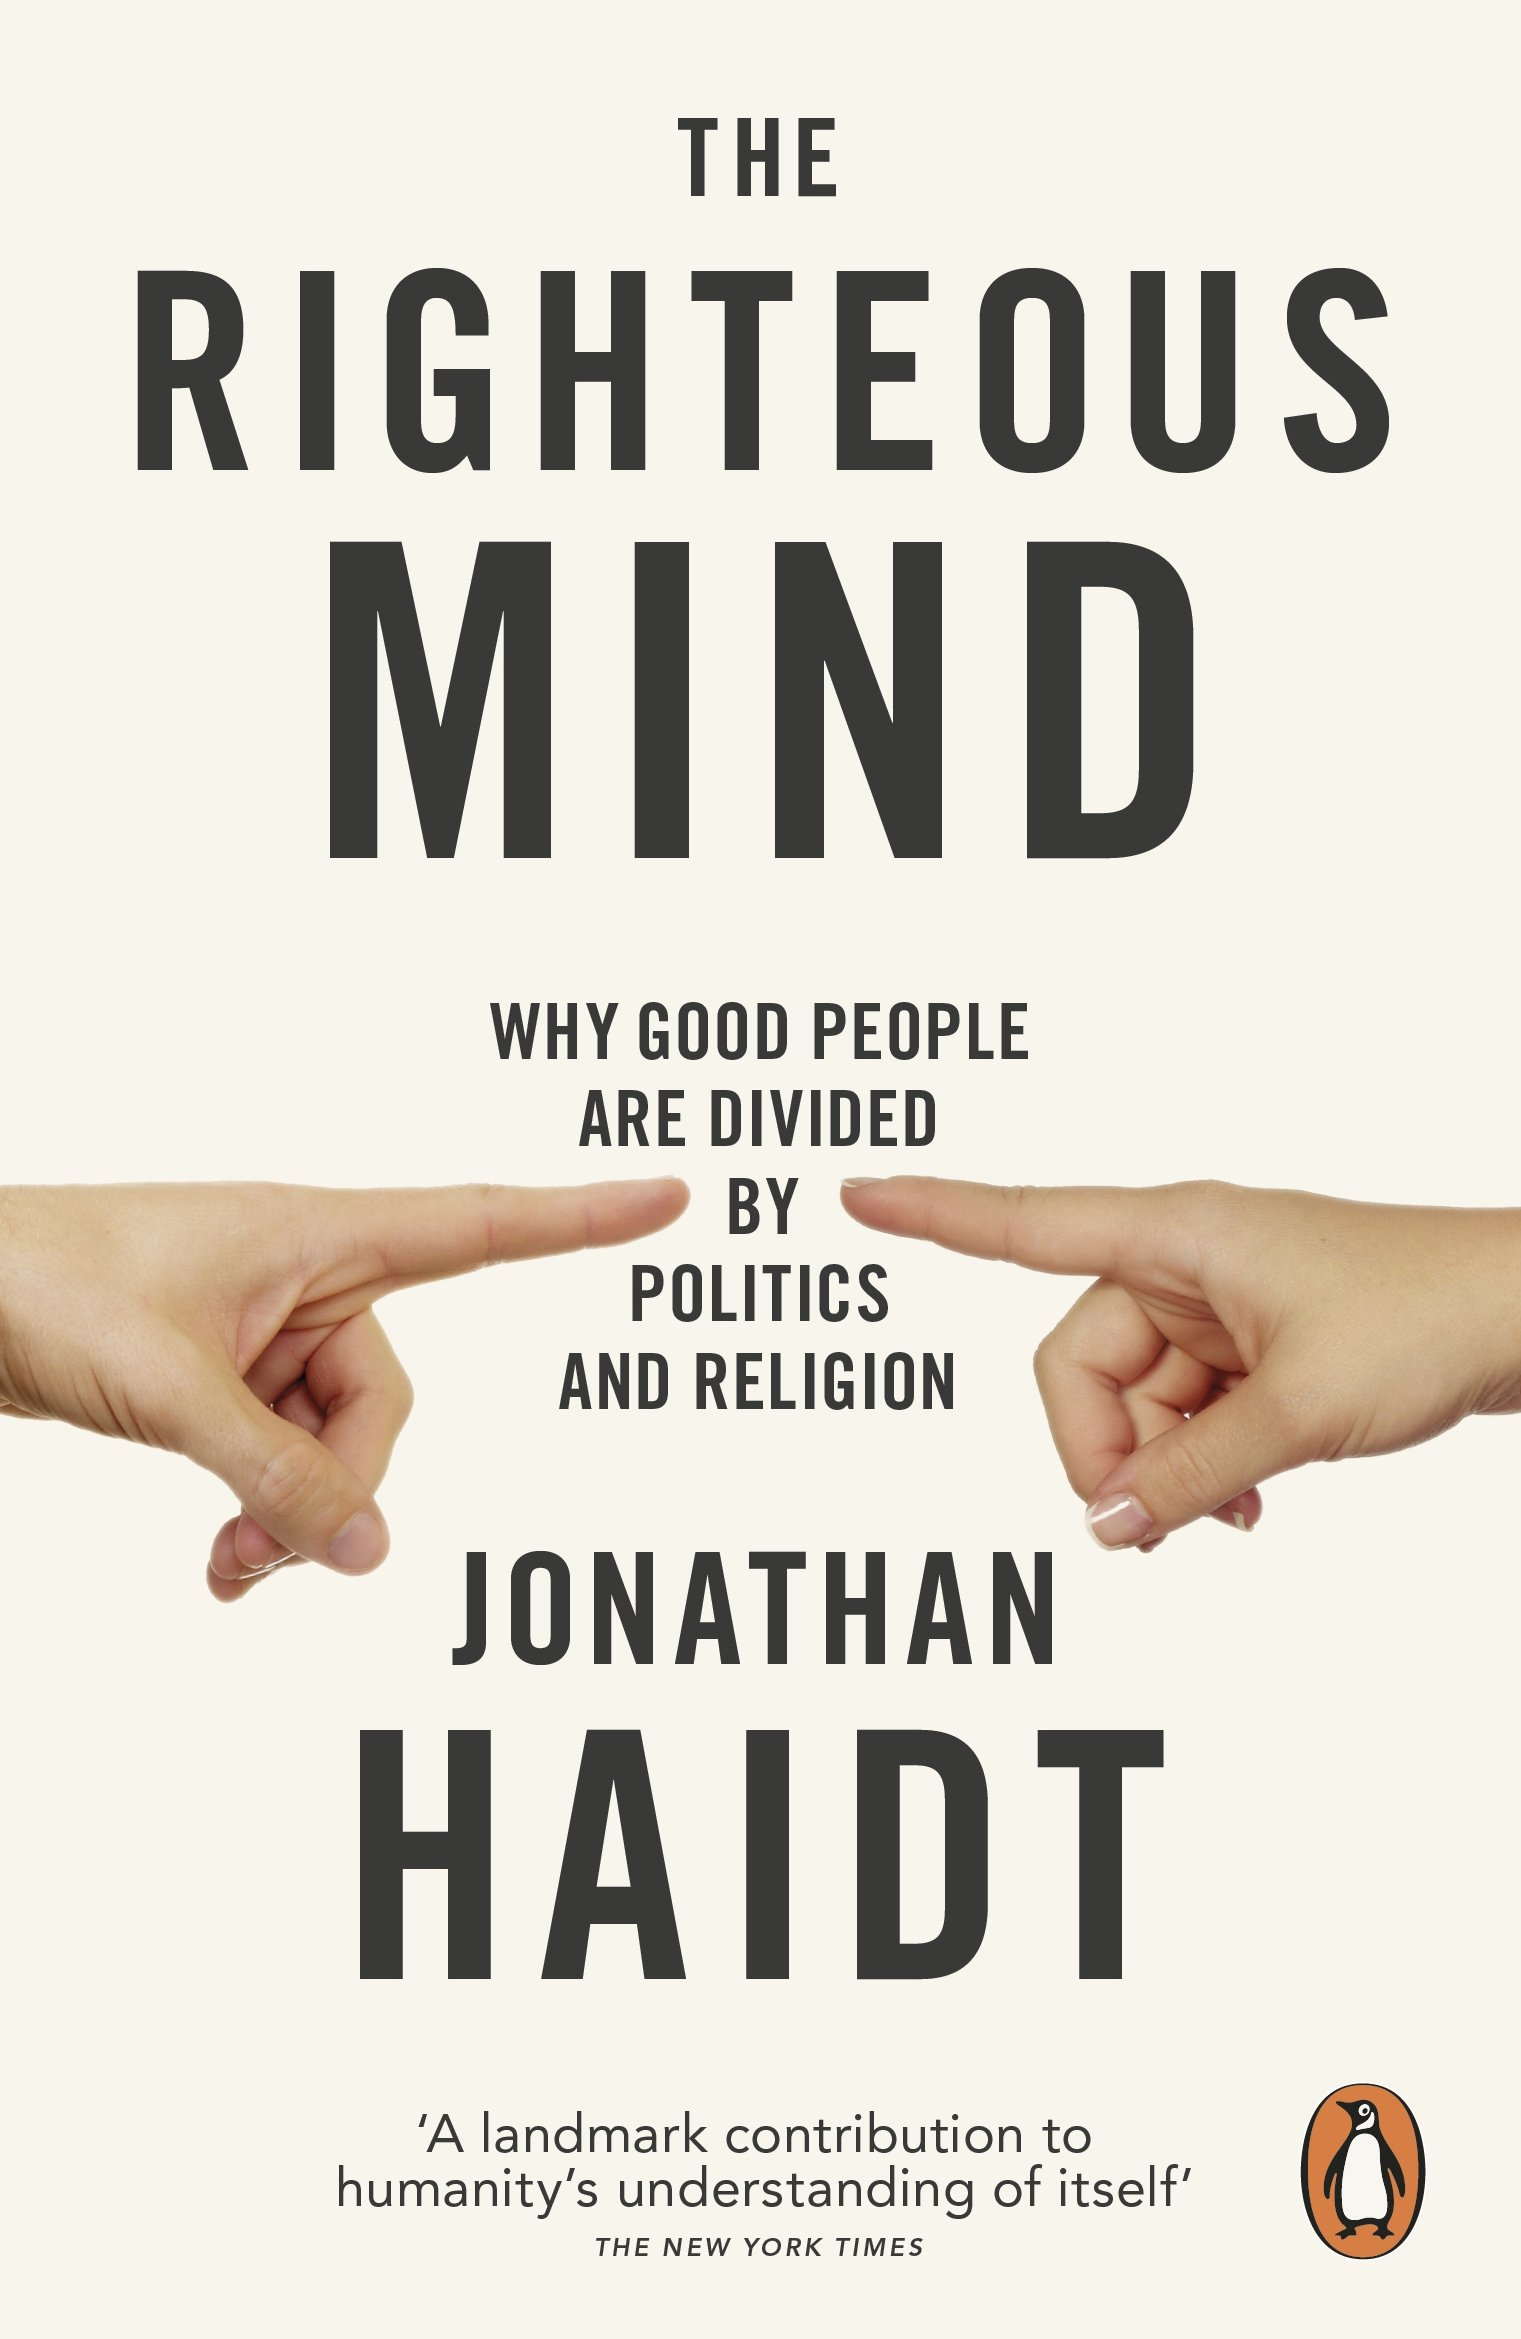 THE
RIGHTEOUS
MIND
WHY GOOD PEOPLE
ARE DIVIDED
BY
POLITICS
AND RELIGION
JONATHAN
HAIDT
‘A landmark contribution to
humanity’s understanding of itself’
THE NEW YORK TIMES